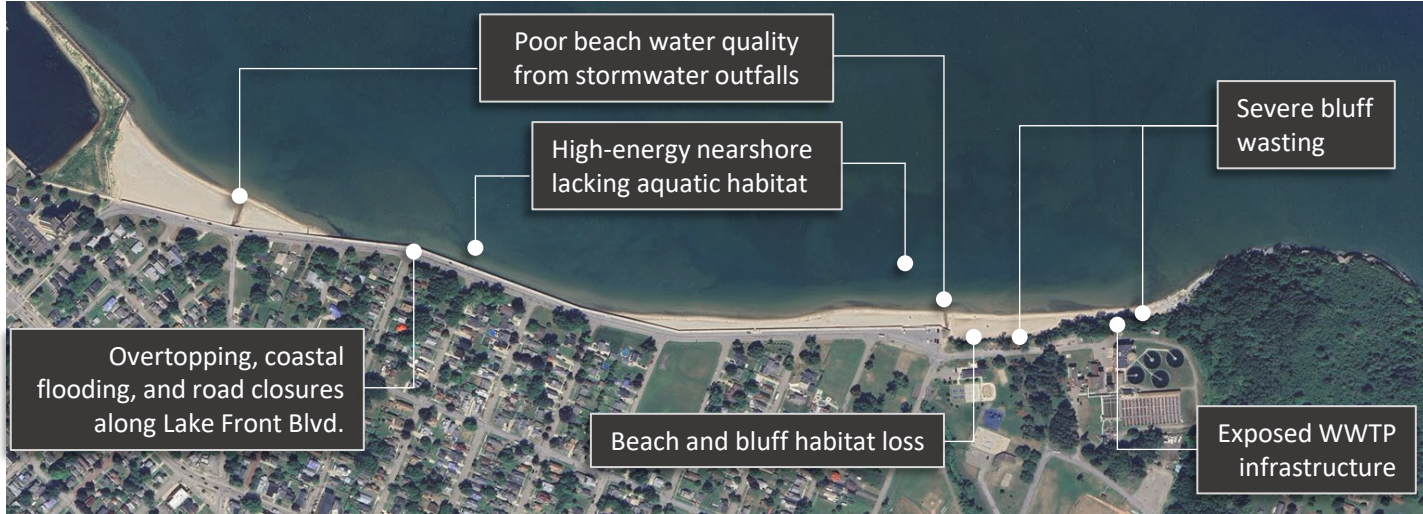 Poor beach water quality
from stormwater outfalls
Severe bluff
wasting
High-energy nearshore
lacking aquatic habitat
Overtopping, coastal
flooding, and road closures
along Lake Front Blvd.
Beach and bluff habitat loss
Exposed WWTP
infrastructure